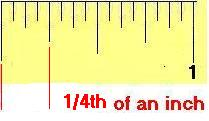 1
1/4th of an inch